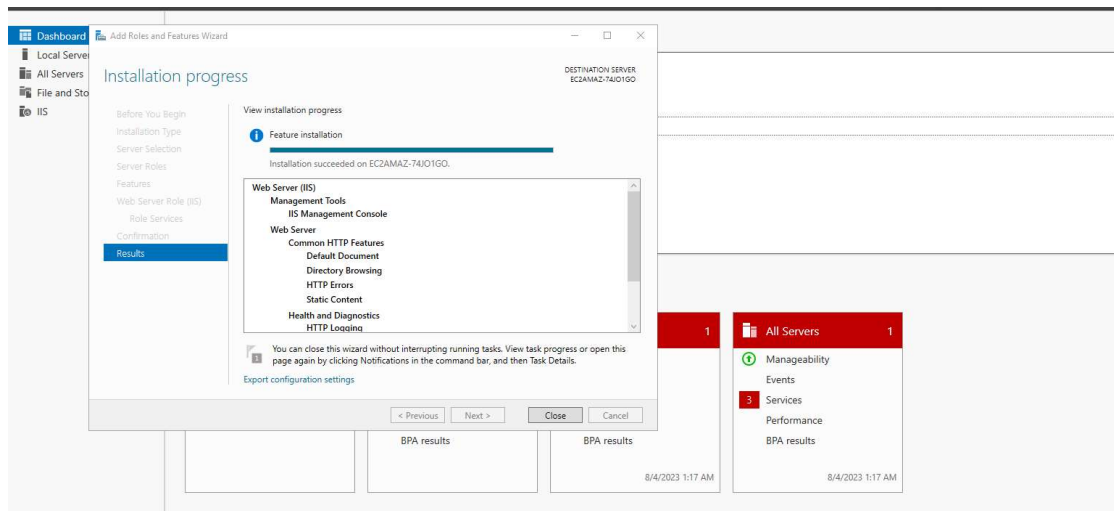 Dashboard
Local Serve
All Servers
File and Sto
IIS
Add Roles and Features Wizard
Installation progress
DESTINATION SERVER
EC2AMAZ-74JO1GO
Before You Begin
Installation Type
Server Selection
Server Roles
Features
Web Server Role (IIS)
Role Services
Confirmation
Results
View installation progress
Feature installation
Installation succeeded on EC2AMAZ-74JO1GO.
Web Server (IIS)
Management Tools
IIS Management Console
Web Server
Common HTTP Features
Default Document
Directory Browsing
HTTP Errors
Static Content
Health and Diagnostics
HTTP Logging
1
You can close this wizard without interrupting running tasks. View task
progress or open this
page again by clicking Notifications in the command bar, and then Task Details.
Export configuration settings
< Previous
Next >
Close
Cancel
BPA results
1
BPA results
8/4/2023 1:17 AM
All Servers
1
Manageability
Events
3 Services
Performance
BPA results
8/4/2023 1:17 AM